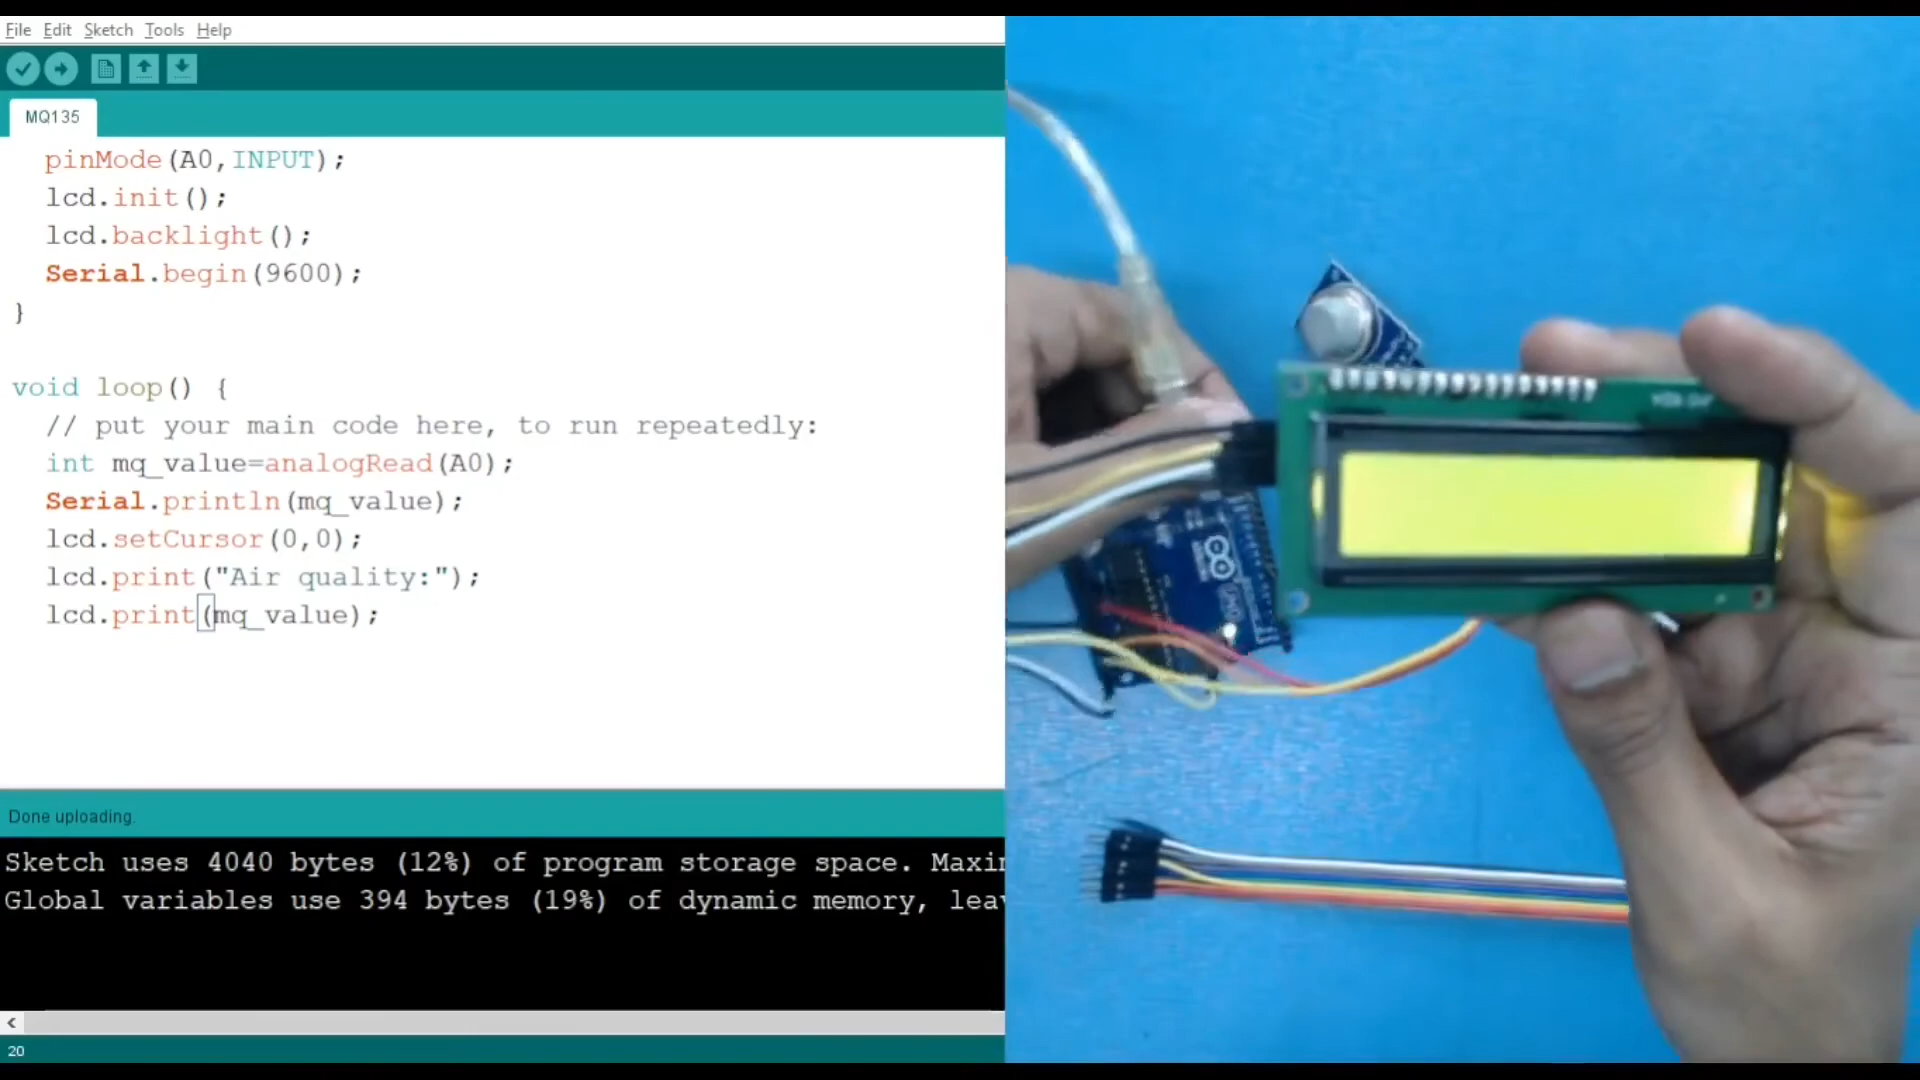 File Edit Sketch Tools Help
MQ135
pinMode(A0,INPUT);
lcd.init();
lcd.backlight();
Serial.begin(9600);
}
void loop() {
// put your main code here, to run repeatedly:
int mq_value=analogRead(A0);
Serial.println(mq_value);
lcd.setCursor(0,0);
lcd.print("Air quality:");
lcd.print(mq_value);
Done uploading.
Sketch uses 4040 bytes (12%) of program storage space. Maxi
Global variables use 394 bytes (19%) of dynamic memory, lea
20